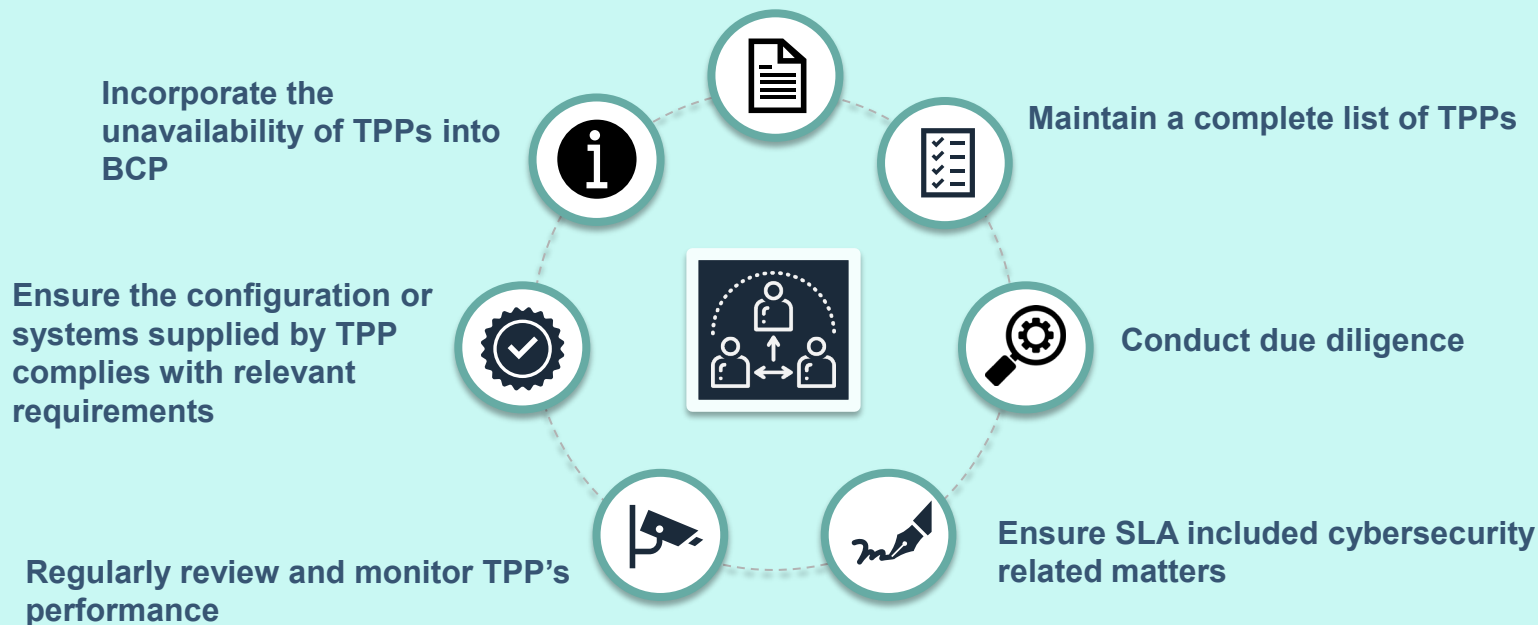 Incorporate the
unavailability of TPPs into
BCP
Maintain a complete list of TPPs
Ensure the configuration or
systems supplied by TPP
complies with relevant
requirements
Conduct due diligence
Regularly review and monitor TPP’s
performance
Ensure SLA included cybersecurity
related matters